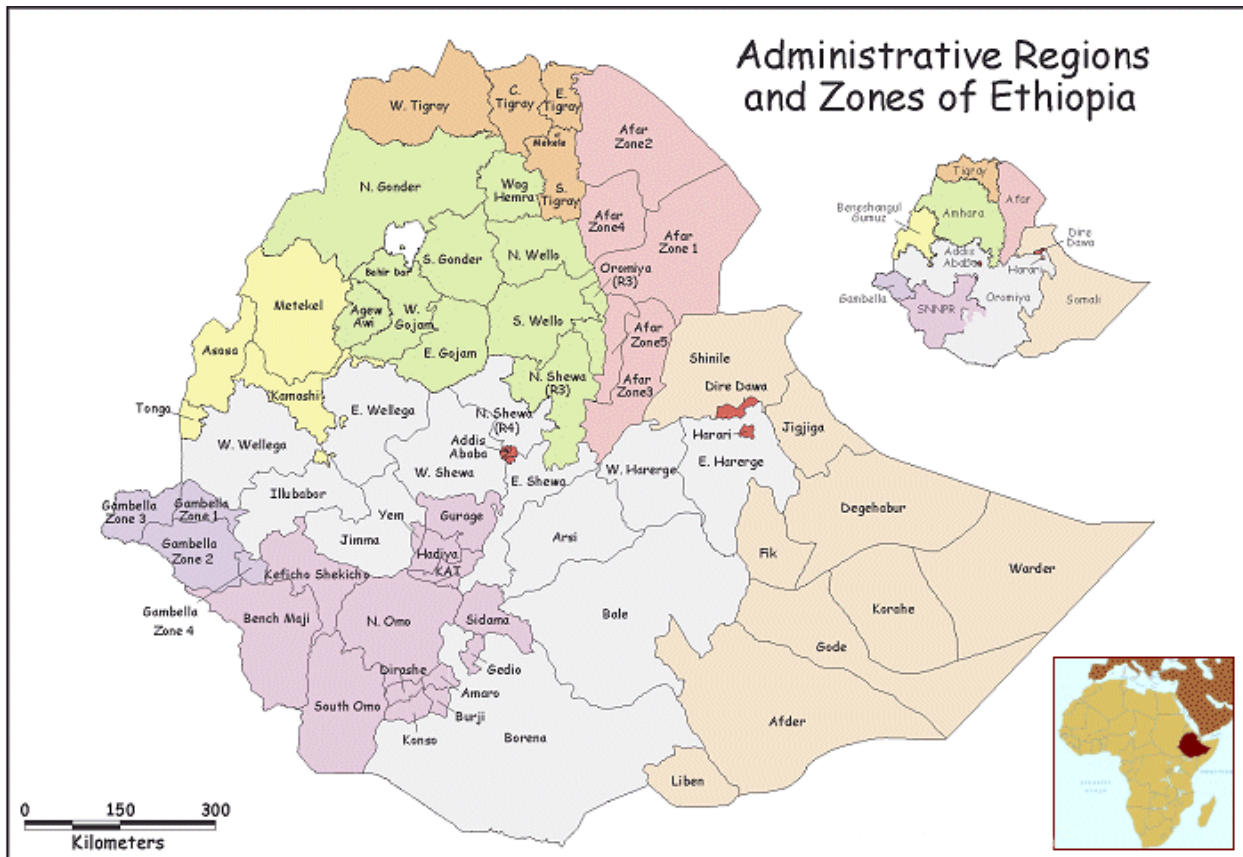 Administrative Regions
and Zones of Ethiopia
W. Tigray
C.
Tigray
E.
Tigray
Mekele
S.
Tigray
Afar
Zone2
N. Gonder
Wag
Hemra
Afar
Zone4
Afar
Zone 1
S. Gonder
N. Wello
Oromiya
(R3)
Bahir Dar
Metekel
Agew
Awi
W.
Gojam
S. Wello
Afar
Zone5
E. Gojam
Asosa
N. Shewa
(R3)
Afar
Zone3
Shinile
Dire Dawa
Kamashi
Tonga
E. Wellega
N. Shewa
(R4)
Harari
Jigjiga
W. Wellega
Addis
Ababa
W. Shewa
E. Shewa
W. Harerge
E. Harerge
Illubabor
Gambella
Zone 3
Gambella
Zone 1
Yem
Gurage
Degehabur
Gambella
Zone 2
Jimma
Arsi
Hadiya
KAT
Fik
Keficho Shekicho
Warder
Gambella
Zone 4
Bench Maji
N. Omo
Sidama
Bale
Korahe
Gode
Gedio
Dirashe
Amaro
Burji
South Omo
Konso
Borena
Afder
Liben
Tigray
Beneshangul
Gumuz
Amhara
Afar
Dire
Dawa
Addis
Ababa
Harari
Gambella
SNNPR
Oromiya
Somali
0 150 300
Kilometers